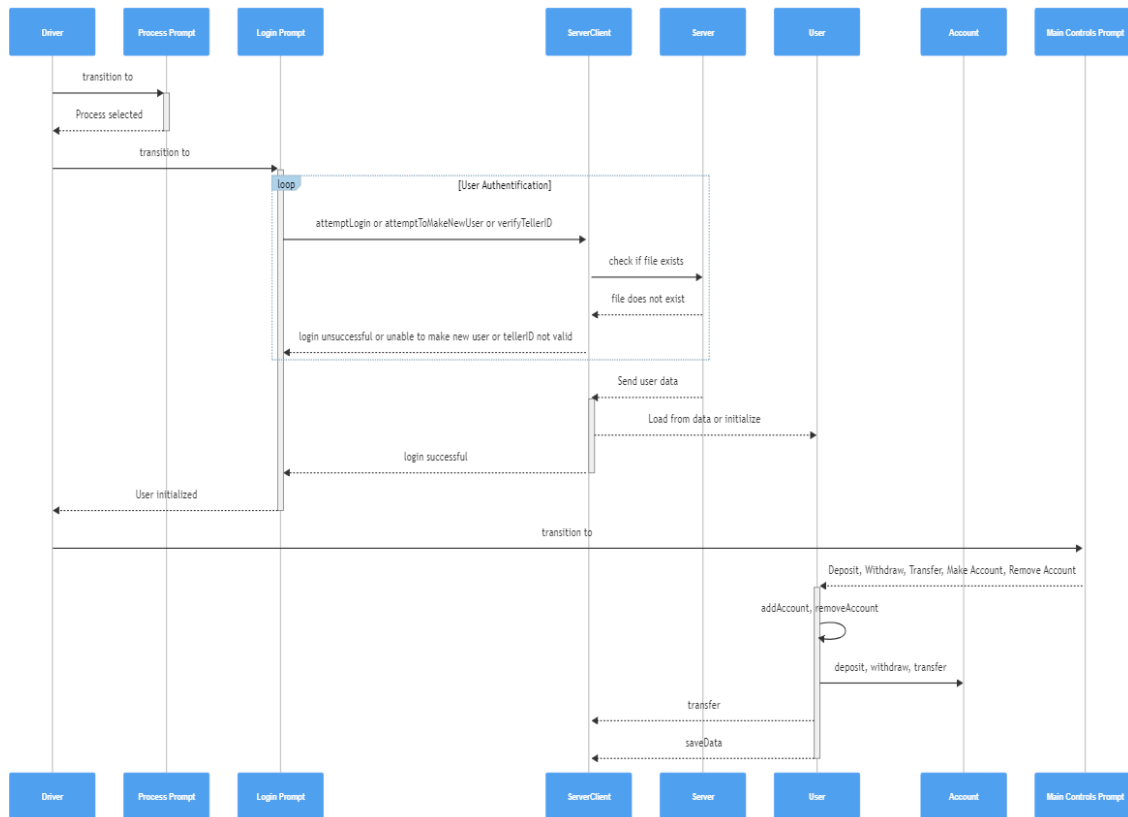 Driver
Process Prompt
Login Prompt
ServerClient
Server
User
Account
Main Controls Prompt
transition to
Process selected
transition to
loop
[User Authentification]
attemptLogin or attemptToMakeNewUser or verifyTellerID
check if file exists
file does not exist
login unsuccessful or unable to make new user or tellerID not valid
Send user data
Load from data or initialize
login successful
User initialized
transition to
Deposit, Withdraw, Transfer, Make Account, Remove Account
addAccount, removeAccount
deposit, withdraw, transfer
transfer
saveData
Driver
Process Prompt
Login Prompt
ServerClient
Server
User
Account
Main Controls Prompt